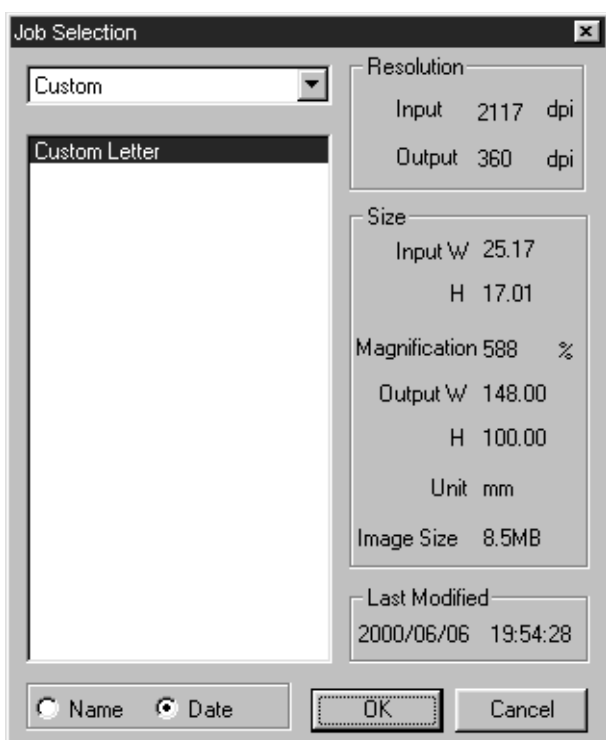 Job Selection
Custom
Custom Letter
Name Date
Resolution
Input 2117 dpi
Output 360 dpi
Size
Input W 25.17
H 17.01
Magnification 588 %
Output W 148.00
H 100.00
Unit mm
Image Size 8.5MB
Last Modified
2000/06/06 19:54:28
OK Cancel